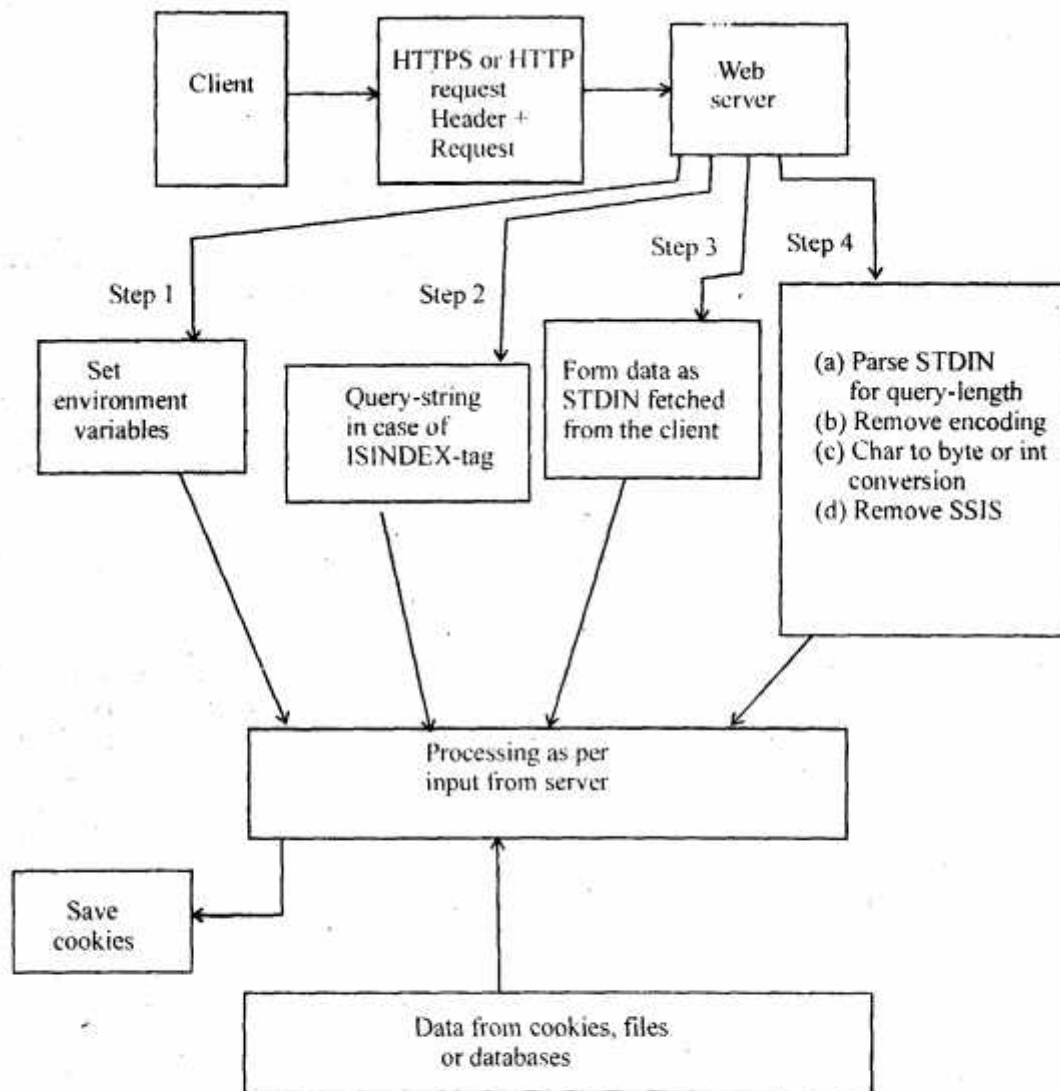 Client
HTTPS or HTTP
request
Header +
Request
Web
server
Step 1
Step 2
Step 3
Step 4
Set
environment
variables
Query-string
in case of
ISINDEX-tag
Form data as
STDIN fetched
from the client
(a) Parse STDIN
for query-length
(b) Remove encoding
(c) Char to byte or int
conversion
(d) Remove SSIS
Processing as per
input from server
Save
cookies
Data from cookies, files
or databases